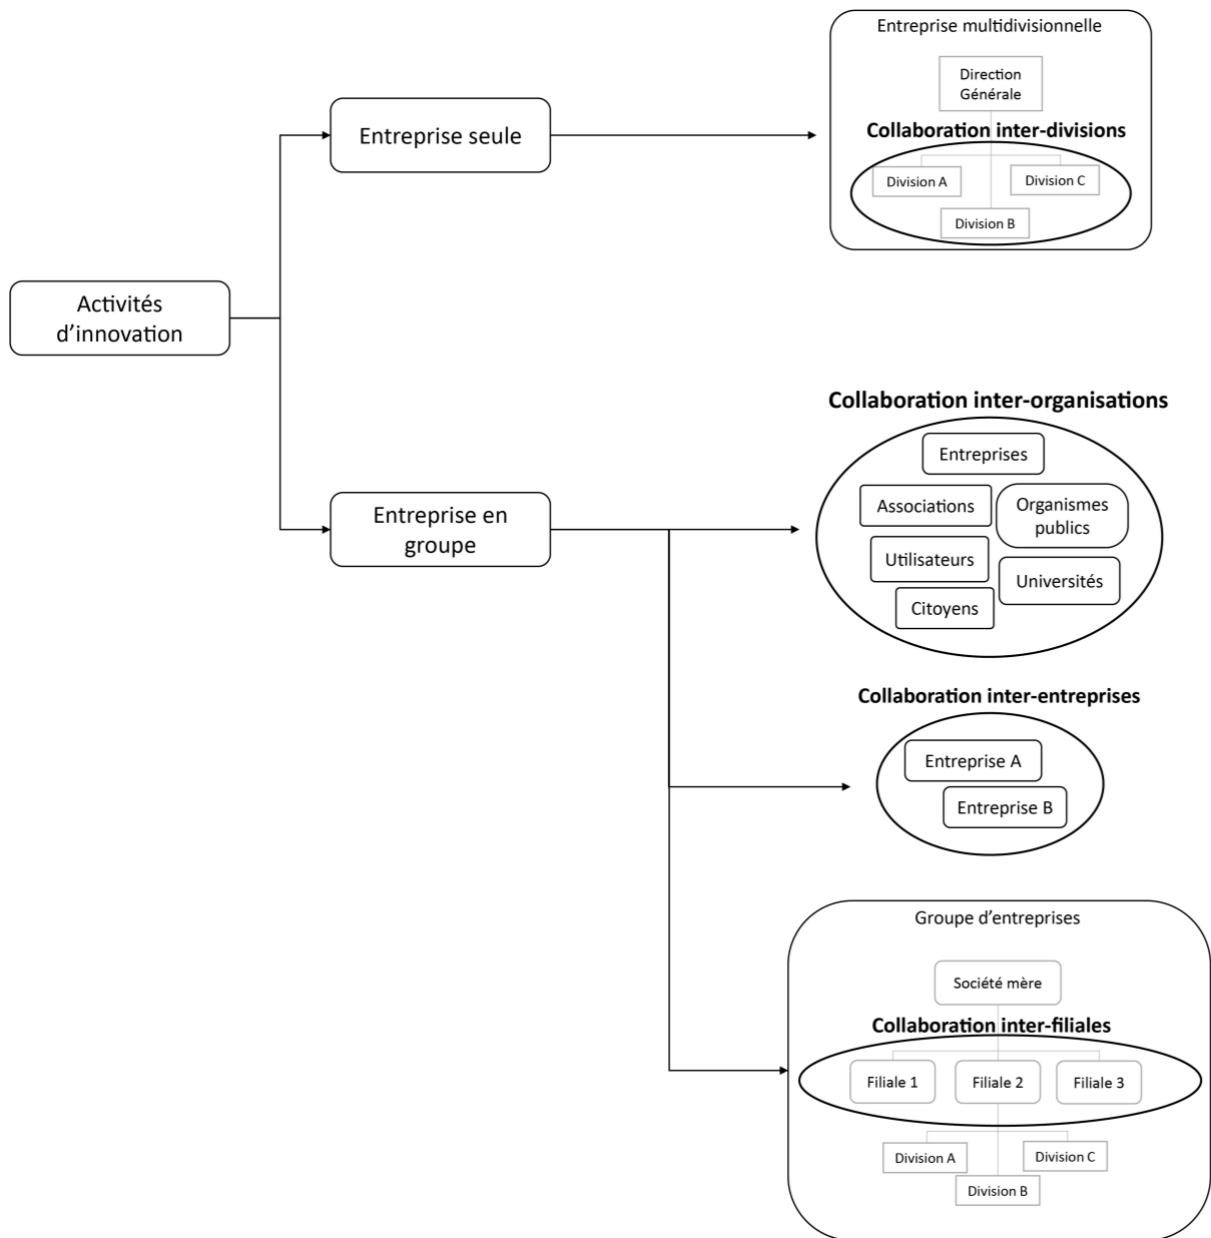 Entreprise multidivisionnelle
Direction
Générale
Collaboration inter-divisions
Division A
Division C
Division B
Entreprise seule
Activités
d’innovation
Entreprise en
groupe
Collaboration inter-organisations
Entreprises
Associations
Organismes
publics
Utilisateurs
Universités
Citoyens
Collaboration inter-entreprises
Entreprise A
Entreprise B
Groupe d’entreprises
Société mère
Collaboration inter-filiales
Filiale 1
Filiale 2
Filiale 3
Division A
Division C
Division B